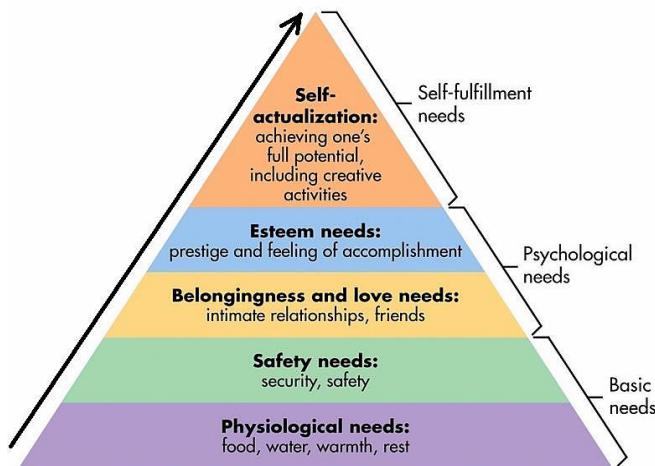 Self-
actualization:
achieving one's
full potential,
including creative
activities
Self-fulfillment
needs
Esteem needs:
prestige and feeling of accomplishment
Psychological
needs
Belongingness and love needs:
intimate relationships, friends
Safety needs:
security, safety
Basic
needs
Physiological needs:
food, water, warmth, rest